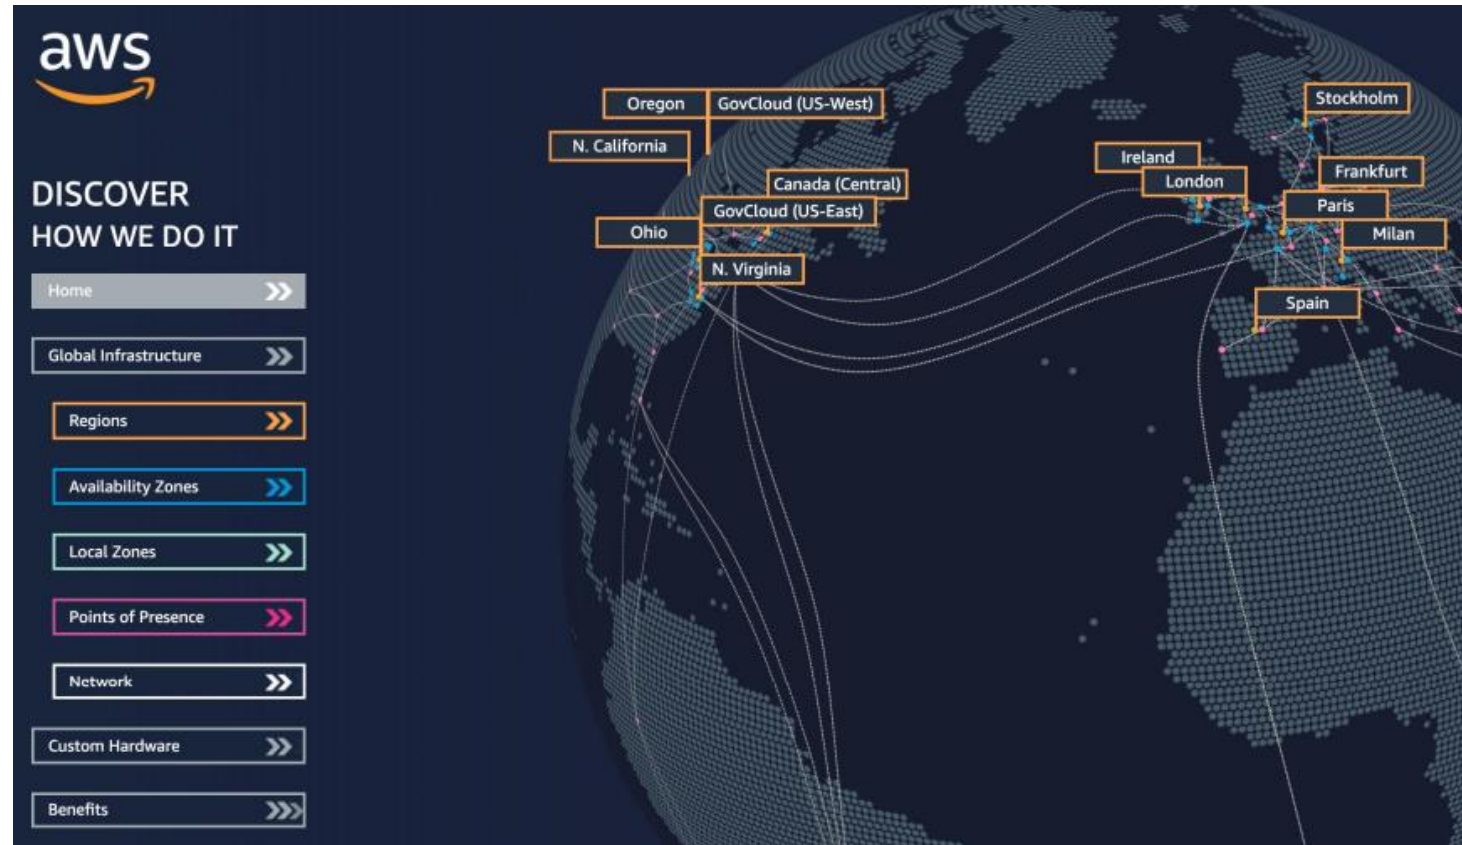 aws
DISCOVER
HOW WE DO IT
Home
Global Infrastructure
Regions
Availability Zones
Local Zones
Points of Presence
Network
Custom Hardware
Benefits
Oregon
GovCloud (US-West)
N. California
Canada (Central)
GovCloud (US-East)
Ohio
N. Virginia
Stockholm
Ireland
London
Frankfurt
Paris
Milan
Spain